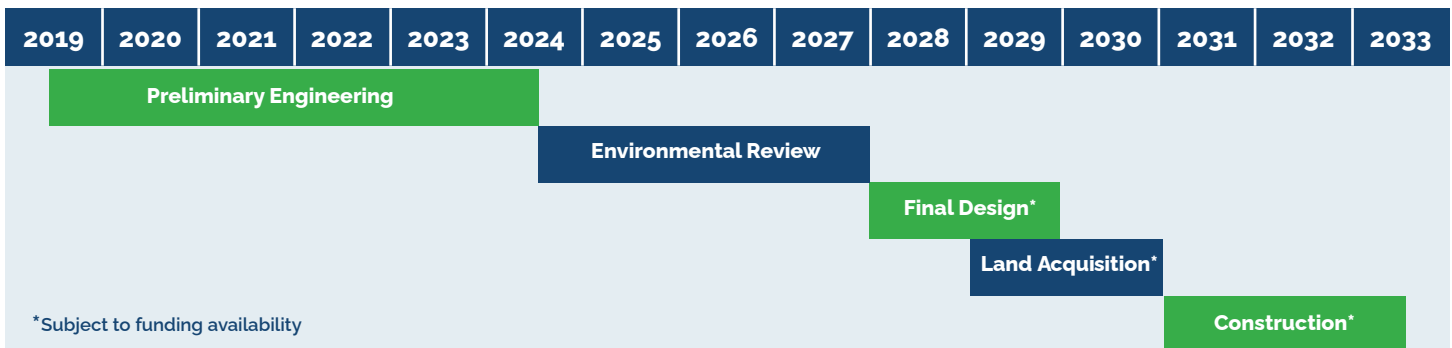 2019 2020 2021 2022 2023 2024 2025 2026 2027 2028 2029 2030 2031 2032 2033
Preliminary Engineering
Environmental Review
Final Design*
Land Acquisition*
Construction*
*Subject to funding availability